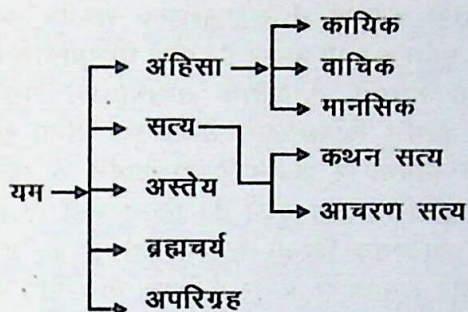 कायिक
अंहिसा वाचिक
मानसिक
सत्य
कथन सत्य
यम अस्तेय
आचरण सत्य
ब्रह्मचर्य
अपरिग्रह